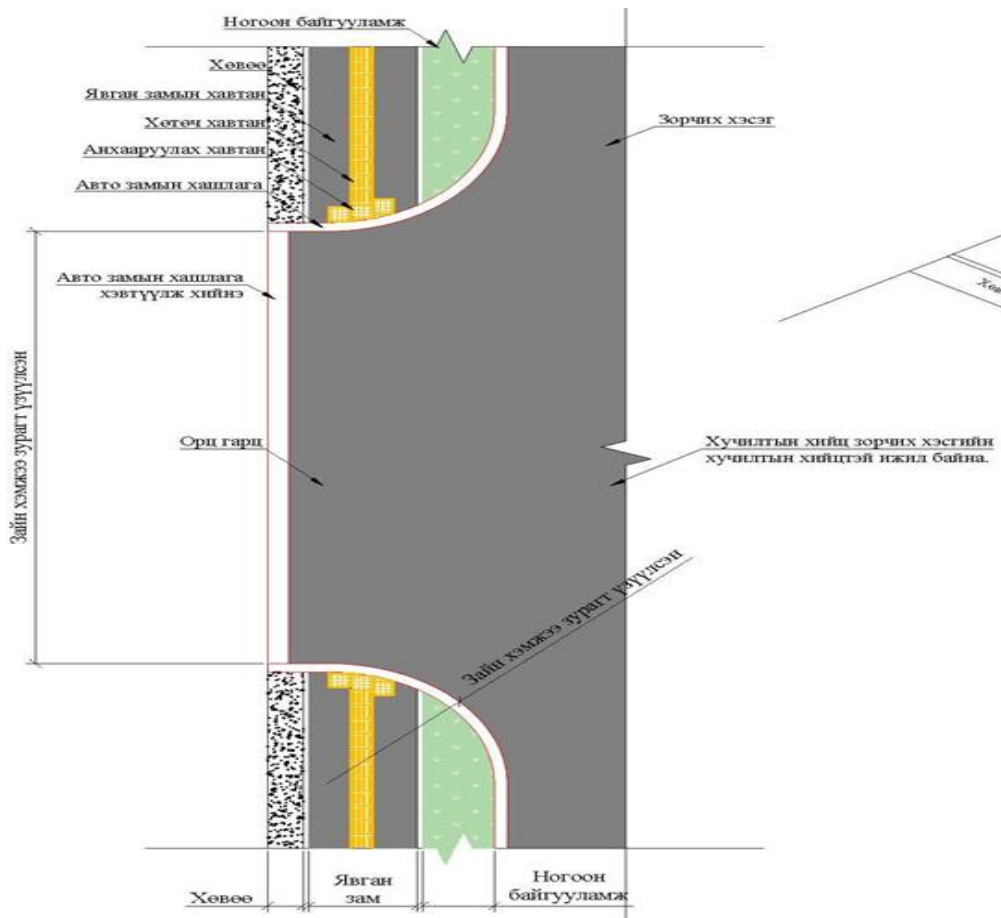 Ногоон байгууламж
Хөвөө
Явган замын хавтан
Хөтөч хавтан
Анхааруулах хавтан
Авто замын хашлага
Зорчих хэсэг
Авто замын хашлага
хэвтүүлж хийнэ
Зайн хэмжээ зурагт үзүүлсэн
Орц гарц
Хучилтын хийц зорчих хэсгийн
хучилтын хийцтэй ижил байна.
Зайн хэмжээ зурагт үзүүлсэн
Хөвөө
Явган
зам
Ногоон
байгууламж